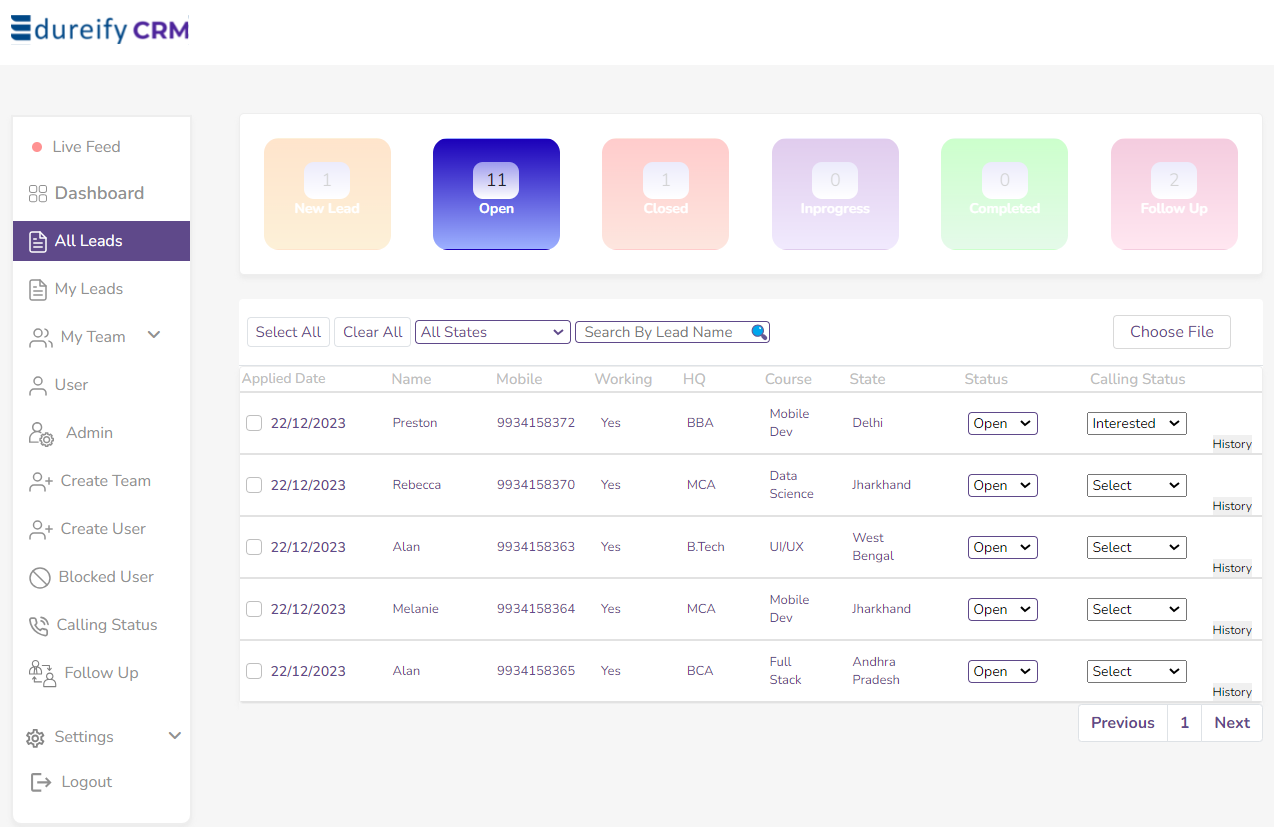 Edureify CRM
Live Feed
Dashboard
All Leads
My Leads
My Team
User
Admin
Create Team
Create User
Blocked User
Calling Status
Follow Up
Settings
Logout
1
New Lead
11
Open
1
Closed
0
Inprogress
0
Completed
2
Follow Up
Select All Clear All All States Search By Lead Name Choose File
Applied Date Name Mobile Working HQ Course State Status Calling Status
22/12/2023 Preston 9934158372 Yes BBA Mobile Dev Delhi Open Interested
History
22/12/2023 Rebecca 9934158370 Yes MCA Data Science Jharkhand Open Select
History
22/12/2023 Alan 9934158363 Yes B.Tech UI/UX West Bengal Open Select
History
22/12/2023 Melanie 9934158364 Yes MCA Mobile Dev Jharkhand Open Select
History
22/12/2023 Alan 9934158365 Yes BCA Full Stack Andhra Pradesh Open Select
History
Previous 1 Next